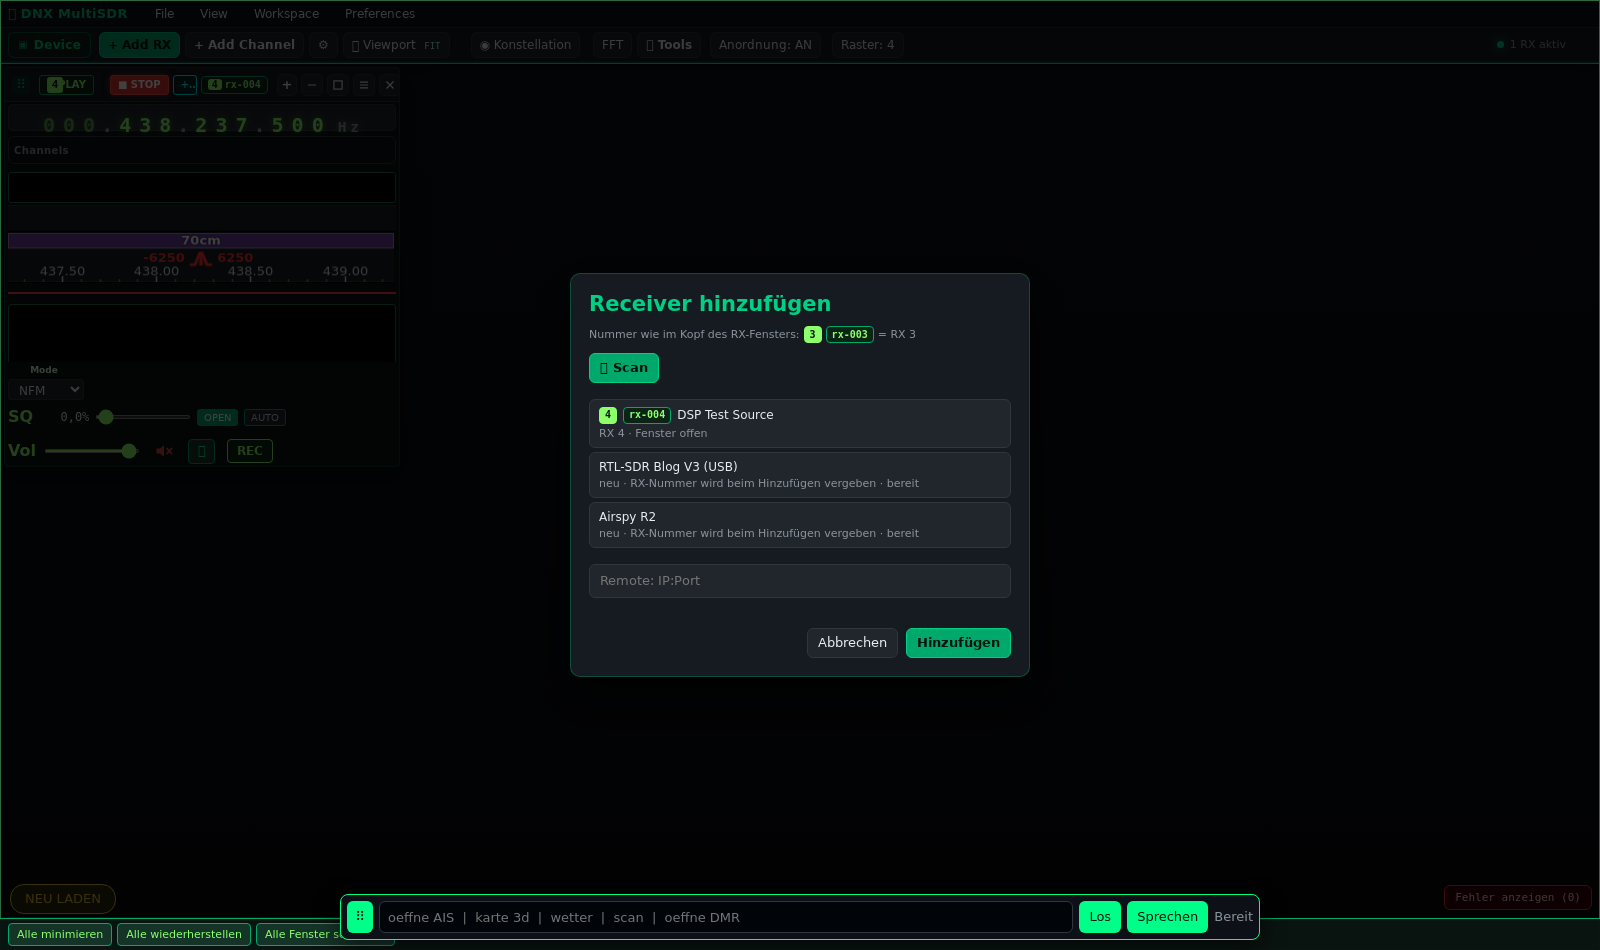 DNX MultiSDR File View Workspace Preferences
Device + Add RX + Add Channel Viewport FIT Konstellation FFT Tools Anordnung: AN Raster: 4 1 RX aktiv
4 LAY STOP +.. 4 rx-004
000.438.237.500 Hz
Channels
70cm
-6250 6250
437.50 438.00 438.50 439.00
Mode
NFM
SQ 0,0% OPEN AUTO
Vol REC
Receiver hinzufügen
Nummer wie im Kopf des RX-Fensters: 3 rx-003 = RX 3
Scan
4 rx-004 DSP Test Source
RX 4 · Fenster offen
RTL-SDR Blog V3 (USB)
neu · RX-Nummer wird beim Hinzufügen vergeben · bereit
Airspy R2
neu · RX-Nummer wird beim Hinzufügen vergeben · bereit
Remote: IP:Port
Abbrechen Hinzufügen
NEU LADEN
Fehler anzeigen (0)
oeffne AIS | karte 3d | wetter | scan | oeffne DMR Los Sprechen Bereit
Alle minimieren Alle wiederherstellen Alle Fenster